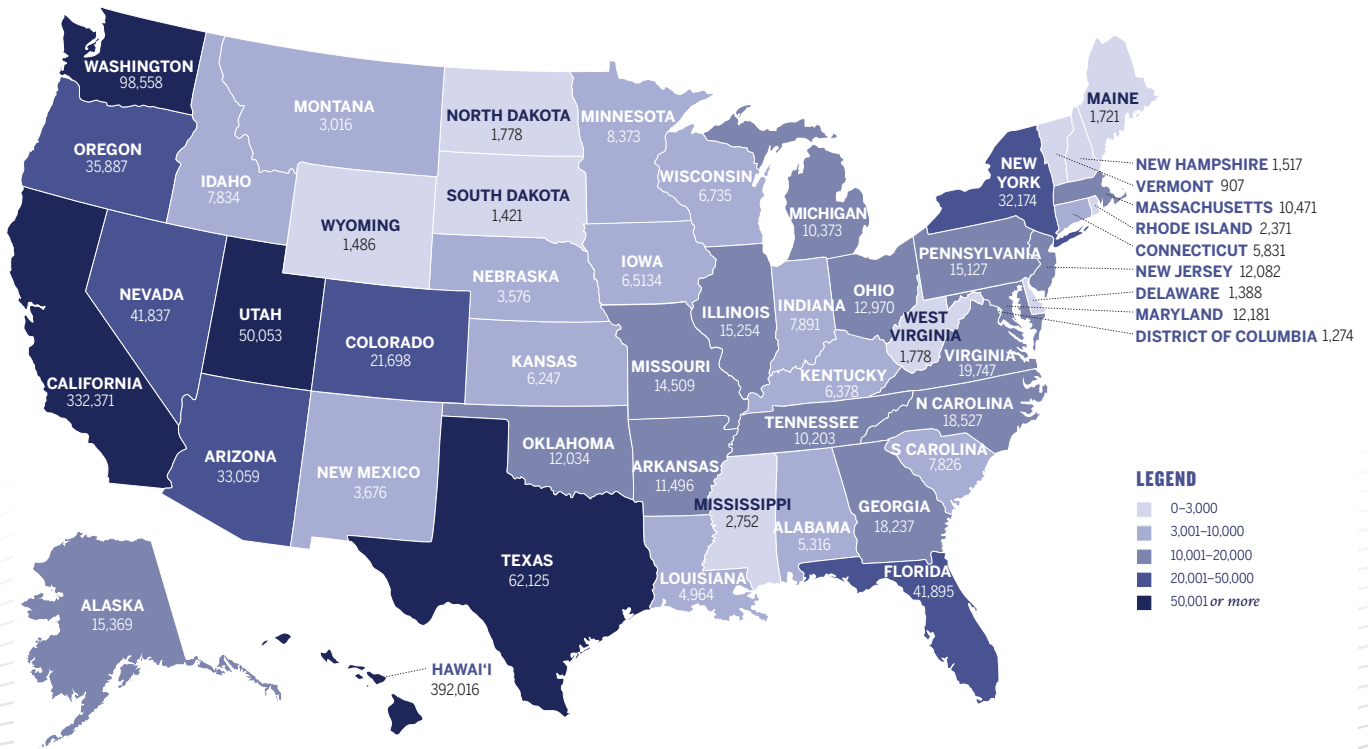 WASHINGTON
98,558
OREGON
35,887
CALIFORNIA
332,371
NEVADA
41,837
IDAHO
7,834
MONTANA
3,016
WYOMING
1,486
UTAH
50,053
COLORADO
21,698
ARIZONA
33,059
NEW MEXICO
3,676
NORTH DAKOTA
1,778
SOUTH DAKOTA
1,421
NEBRASKA
3,576
KANSAS
6,247
OKLAHOMA
12,034
TEXAS
62,125
MINNESOTA
8,373
IOWA
6,5134
MISSOURI
14,509
ARKANSAS
11,496
LOUISIANA
4,964
WISCONSIN
6,735
ILLINOIS
15,254
MICHIGAN
10,373
INDIANA
7,891
OHIO
12,970
KENTUCKY
6,378
TENNESSEE
10,203
MISSISSIPPI
2,752
ALABAMA
5,316
GEORGIA
18,237
FLORIDA
41,895
S CAROLINA
7,826
N CAROLINA
18,527
VIRGINIA
19,747
WEST
VIRGINIA
1,778
PENNSYLVANIA
15,127
NEW
YORK
32,174
MAINE
1,721
NEW HAMPSHIRE 1,517
VERMONT 907
MASSACHUSETTS 10,471
RHODE ISLAND 2,371
CONNECTICUT 5,831
NEW JERSEY 12,082
DELAWARE 1,388
MARYLAND 12,181
DISTRICT OF COLUMBIA 1,274
ALASKA
15,369
HAWAI‘I
392,016
LEGEND
0–3,000
3,001–10,000
10,001–20,000
20,001–50,000
50,001 or more